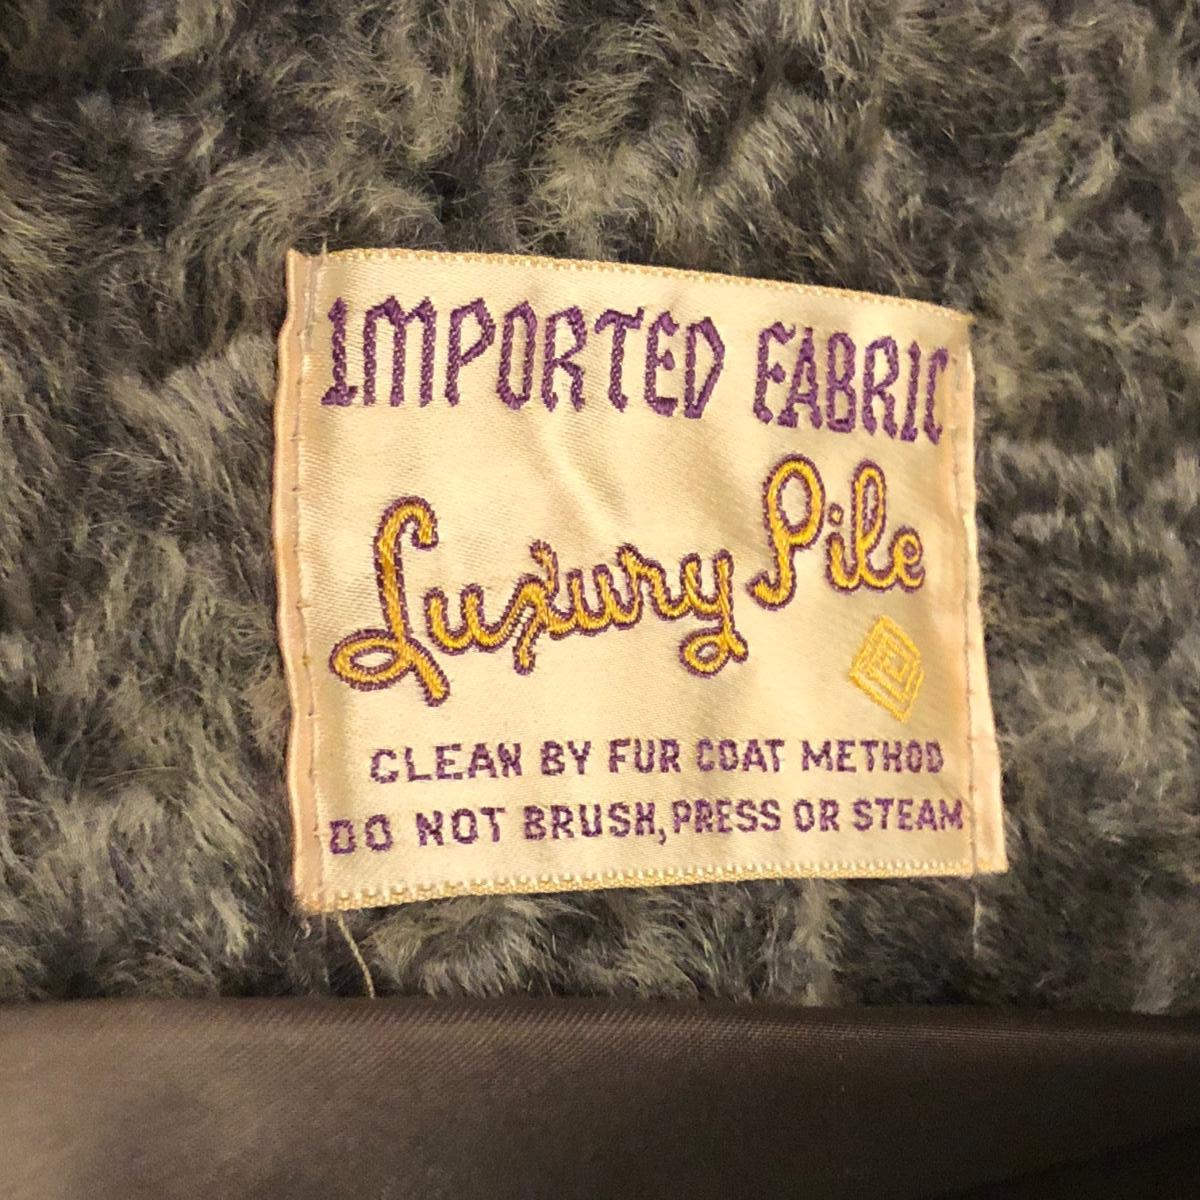 IMPORTED FABRIC
Luxury Pile
CLEAN BY FUR COAT METHOD
DO NOT BRUSH, PRESS OR STEAM